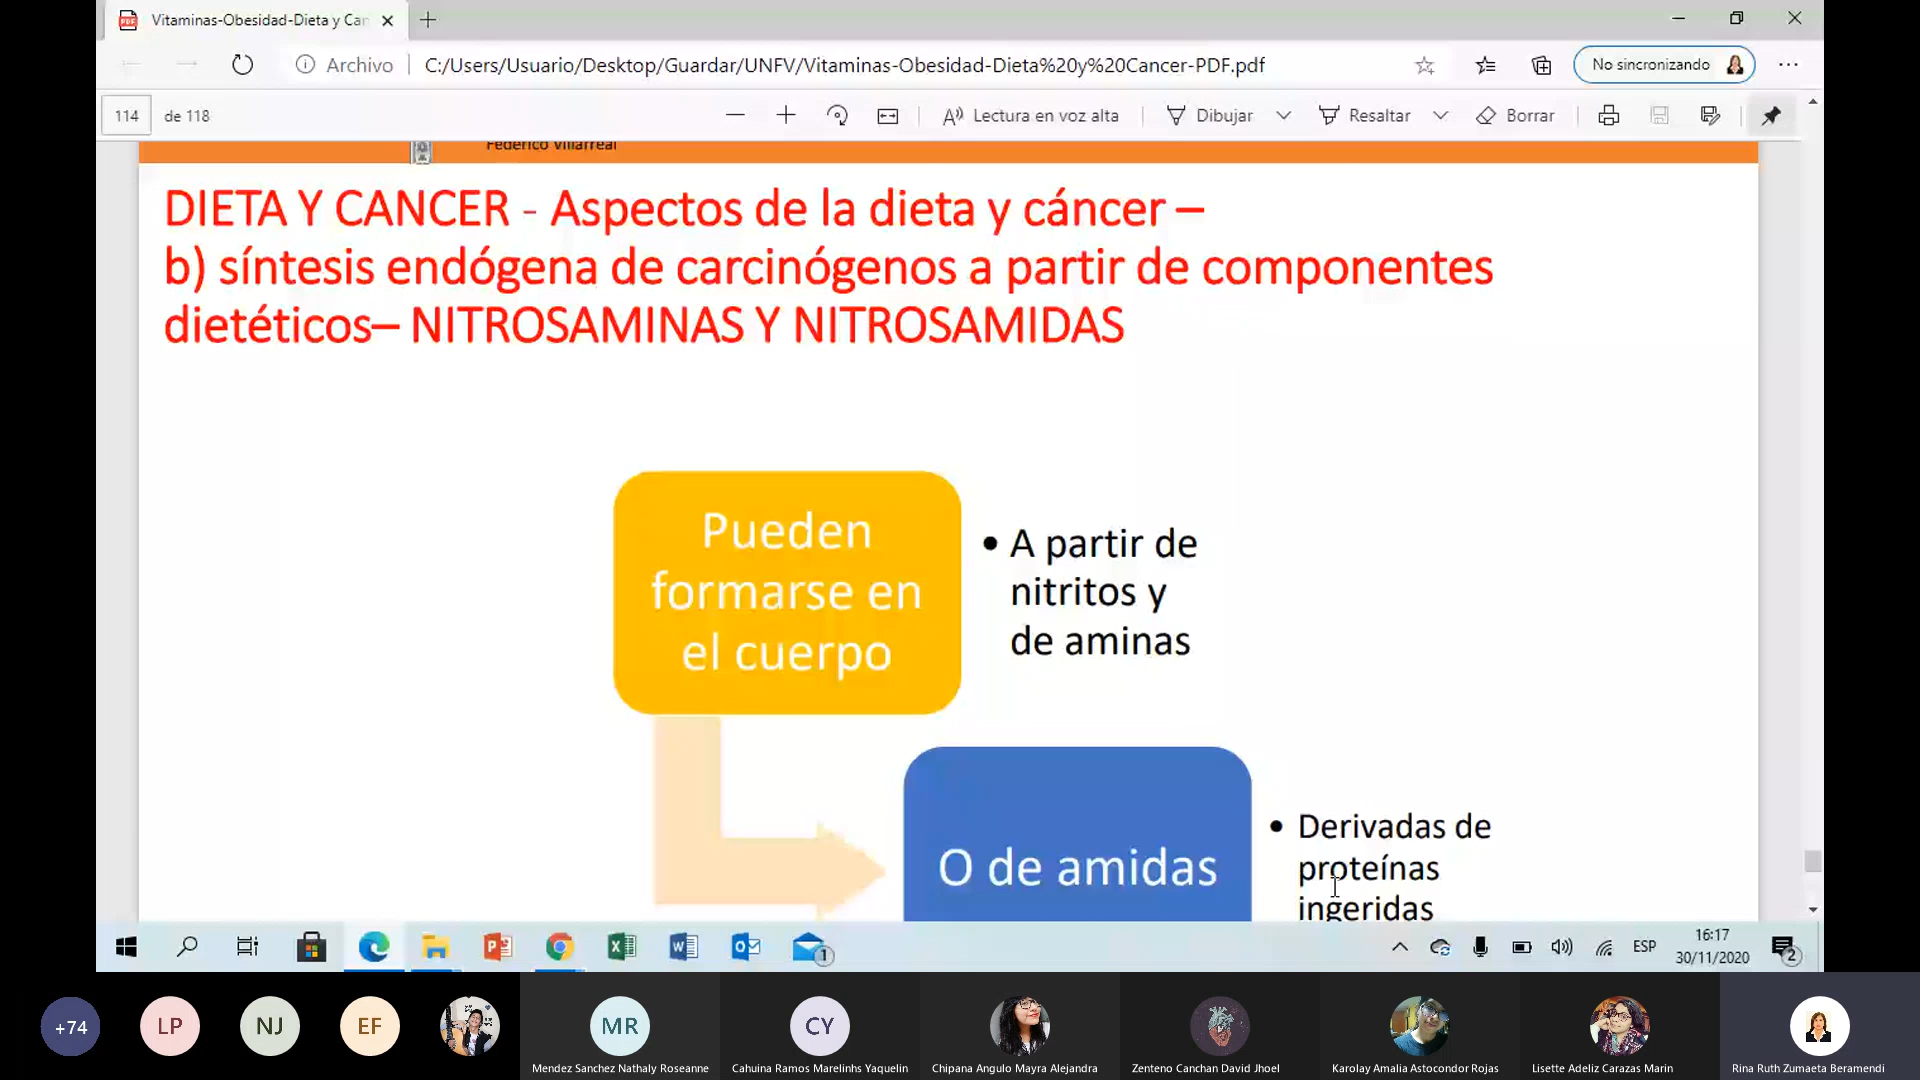 Vitaminas-Obesidad-Dieta y Can
Archivo
C:/Users/Usuario/Desktop/Guardar/UNFV/Vitaminas-Obesidad-Dieta%20y%20Cancer-PDF.pdf
No sincronizando
114
de 118
Lectura en voz alta
Dibujar
Resaltar
Borrar
Federico Villarreal
DIETA Y CANCER - Aspectos de la dieta y cáncer –
b) síntesis endógena de carcinógenos a partir de componentes
dietéticos– NITROSAMINAS Y NITROSAMIDAS
Pueden
formarse en
el cuerpo
• A partir de
nitritos y
de aminas
O de amidas
• Derivadas de
proteínas
ingeridas
ESP
16:17
30/11/2020
2
1
+74
LP
NJ
EF
MR
Mendez Sanchez Nathaly Roseanne
CY
Cahuina Ramos Marelinhs Yaquelin
Chipana Angulo Mayra Alejandra
Zenteno Canchan David Jhoel
Karolay Amalia Astocondor Rojas
Lisette Adeliz Carazas Marin
Rina Ruth Zumaeta Beramendi